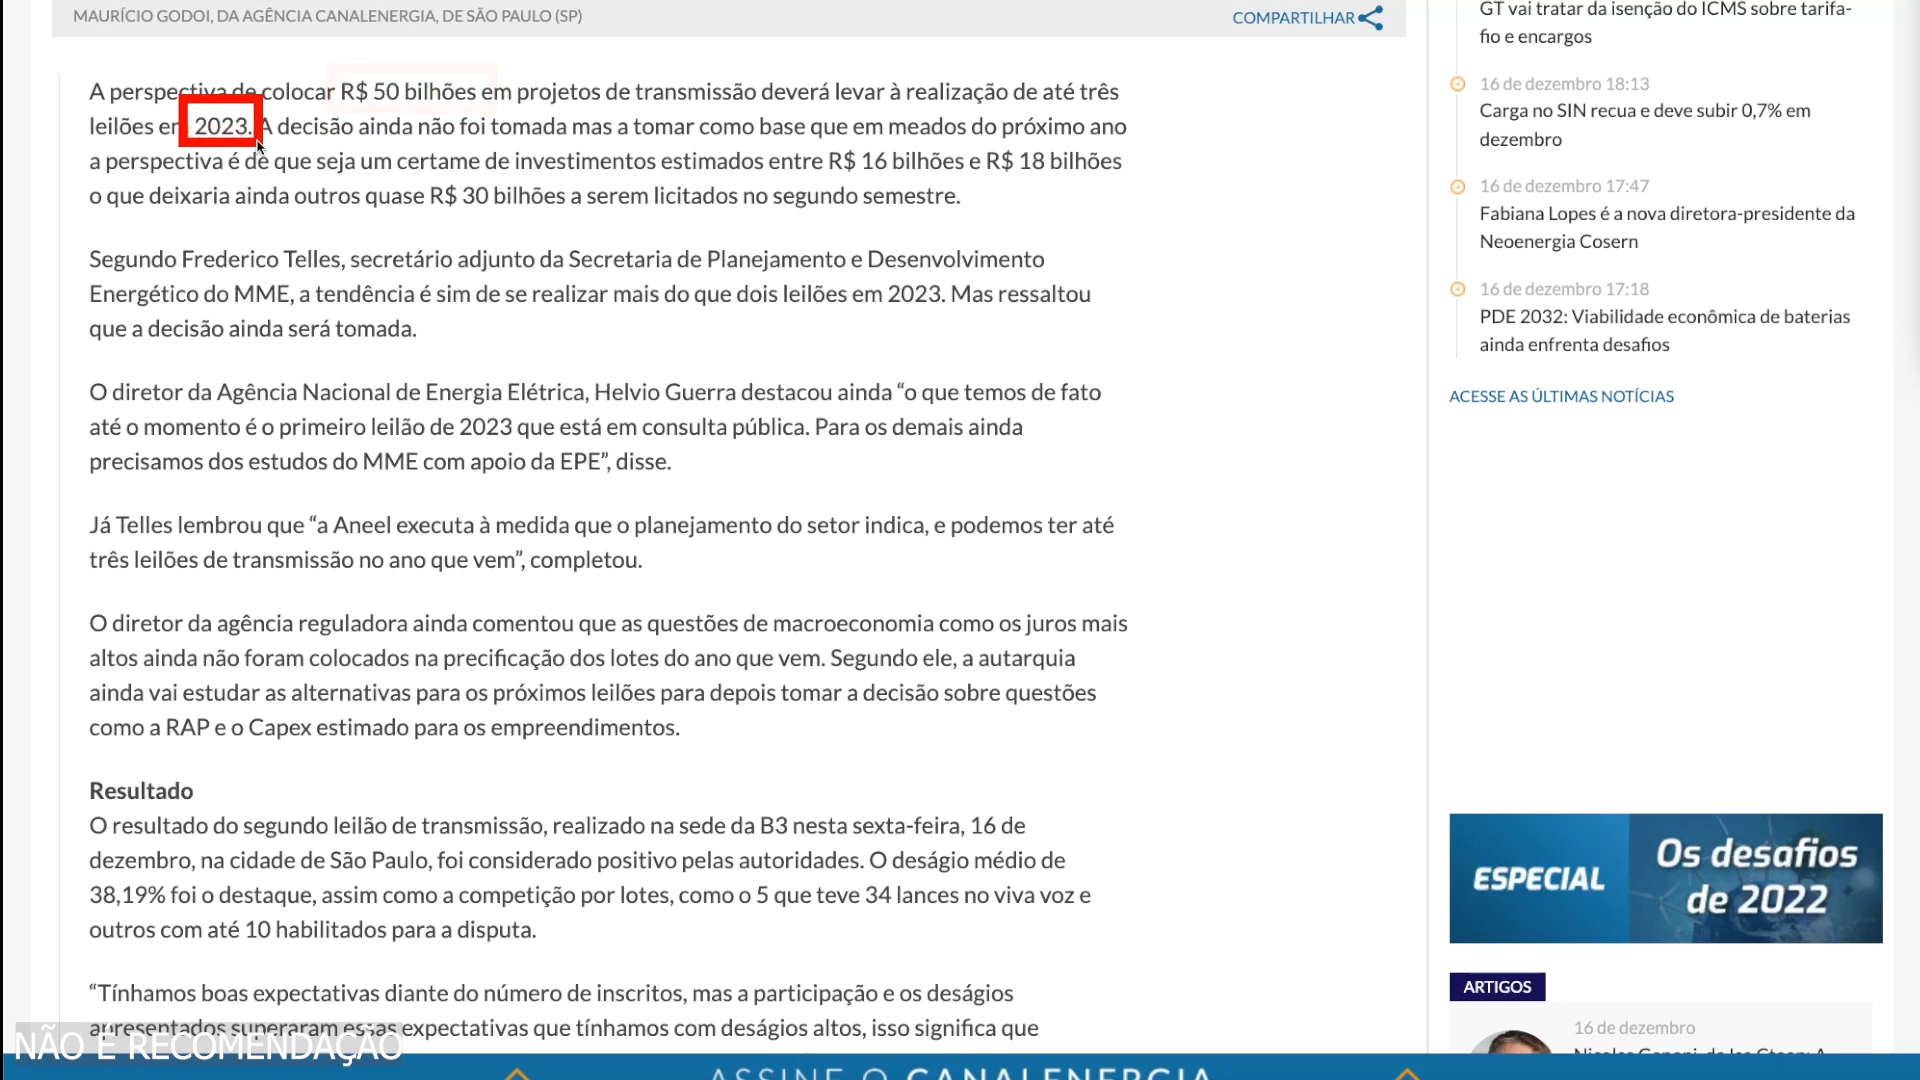 MAURÍCIO GODOI, DA AGÊNCIA CANALENERGIA, DE SÃO PAULO (SP)
COMPARTILHAR
A perspectiva de colocar R$ 50 bilhões em projetos de transmissão deverá levar à realização de até três
leilões em 2023. A decisão ainda não foi tomada mas a tomar como base que em meados do próximo ano
a perspectiva é de que seja um certame de investimentos estimados entre R$ 16 bilhões e R$ 18 bilhões
o que deixaria ainda outros quase R$ 30 bilhões a serem licitados no segundo semestre.
Segundo Frederico Telles, secretário adjunto da Secretaria de Planejamento e Desenvolvimento
Energético do MME, a tendência é sim de se realizar mais do que dois leilões em 2023. Mas ressaltou
que a decisão ainda será tomada.
O diretor da Agência Nacional de Energia Elétrica, Helvio Guerra destacou ainda “o que temos de fato
até o momento é o primeiro leilão de 2023 que está em consulta pública. Para os demais ainda
precisamos dos estudos do MME com apoio da EPE”, disse.
Já Telles lembrou que “a Aneel executa à medida que o planejamento do setor indica, e podemos ter até
três leilões de transmissão no ano que vem”, completou.
O diretor da agência reguladora ainda comentou que as questões de macroeconomia como os juros mais
altos ainda não foram colocados na precificação dos lotes do ano que vem. Segundo ele, a autarquia
ainda vai estudar as alternativas para os próximos leilões para depois tomar a decisão sobre questões
como a RAP e o Capex estimado para os empreendimentos.
Resultado
O resultado do segundo leilão de transmissão, realizado na sede da B3 nesta sexta-feira, 16 de
dezembro, na cidade de São Paulo, foi considerado positivo pelas autoridades. O deságio médio de
38,19% foi o destaque, assim como a competição por lotes, como o 5 que teve 34 lances no viva voz e
outros com até 10 habilitados para a disputa.
“Tínhamos boas expectativas diante do número de inscritos, mas a participação e os deságios
apresentados superaram essas expectativas que tínhamos com deságios altos, isso significa que
NÃO É RECOMENDAÇÃO
GT vai tratar da isenção do ICMS sobre tarifa-
fio e encargos
16 de dezembro 18:13
Carga no SIN recua e deve subir 0,7% em
dezembro
16 de dezembro 17:47
Fabiana Lopes é a nova diretora-presidente da
Neoenergia Cosern
16 de dezembro 17:18
PDE 2032: Viabilidade econômica de baterias
ainda enfrenta desafios
ACESSE AS ÚLTIMAS NOTÍCIAS
ESPECIAL
Os desafios
de 2022
ARTIGOS
16 de dezembro
ASSINE O CANALENERGIA